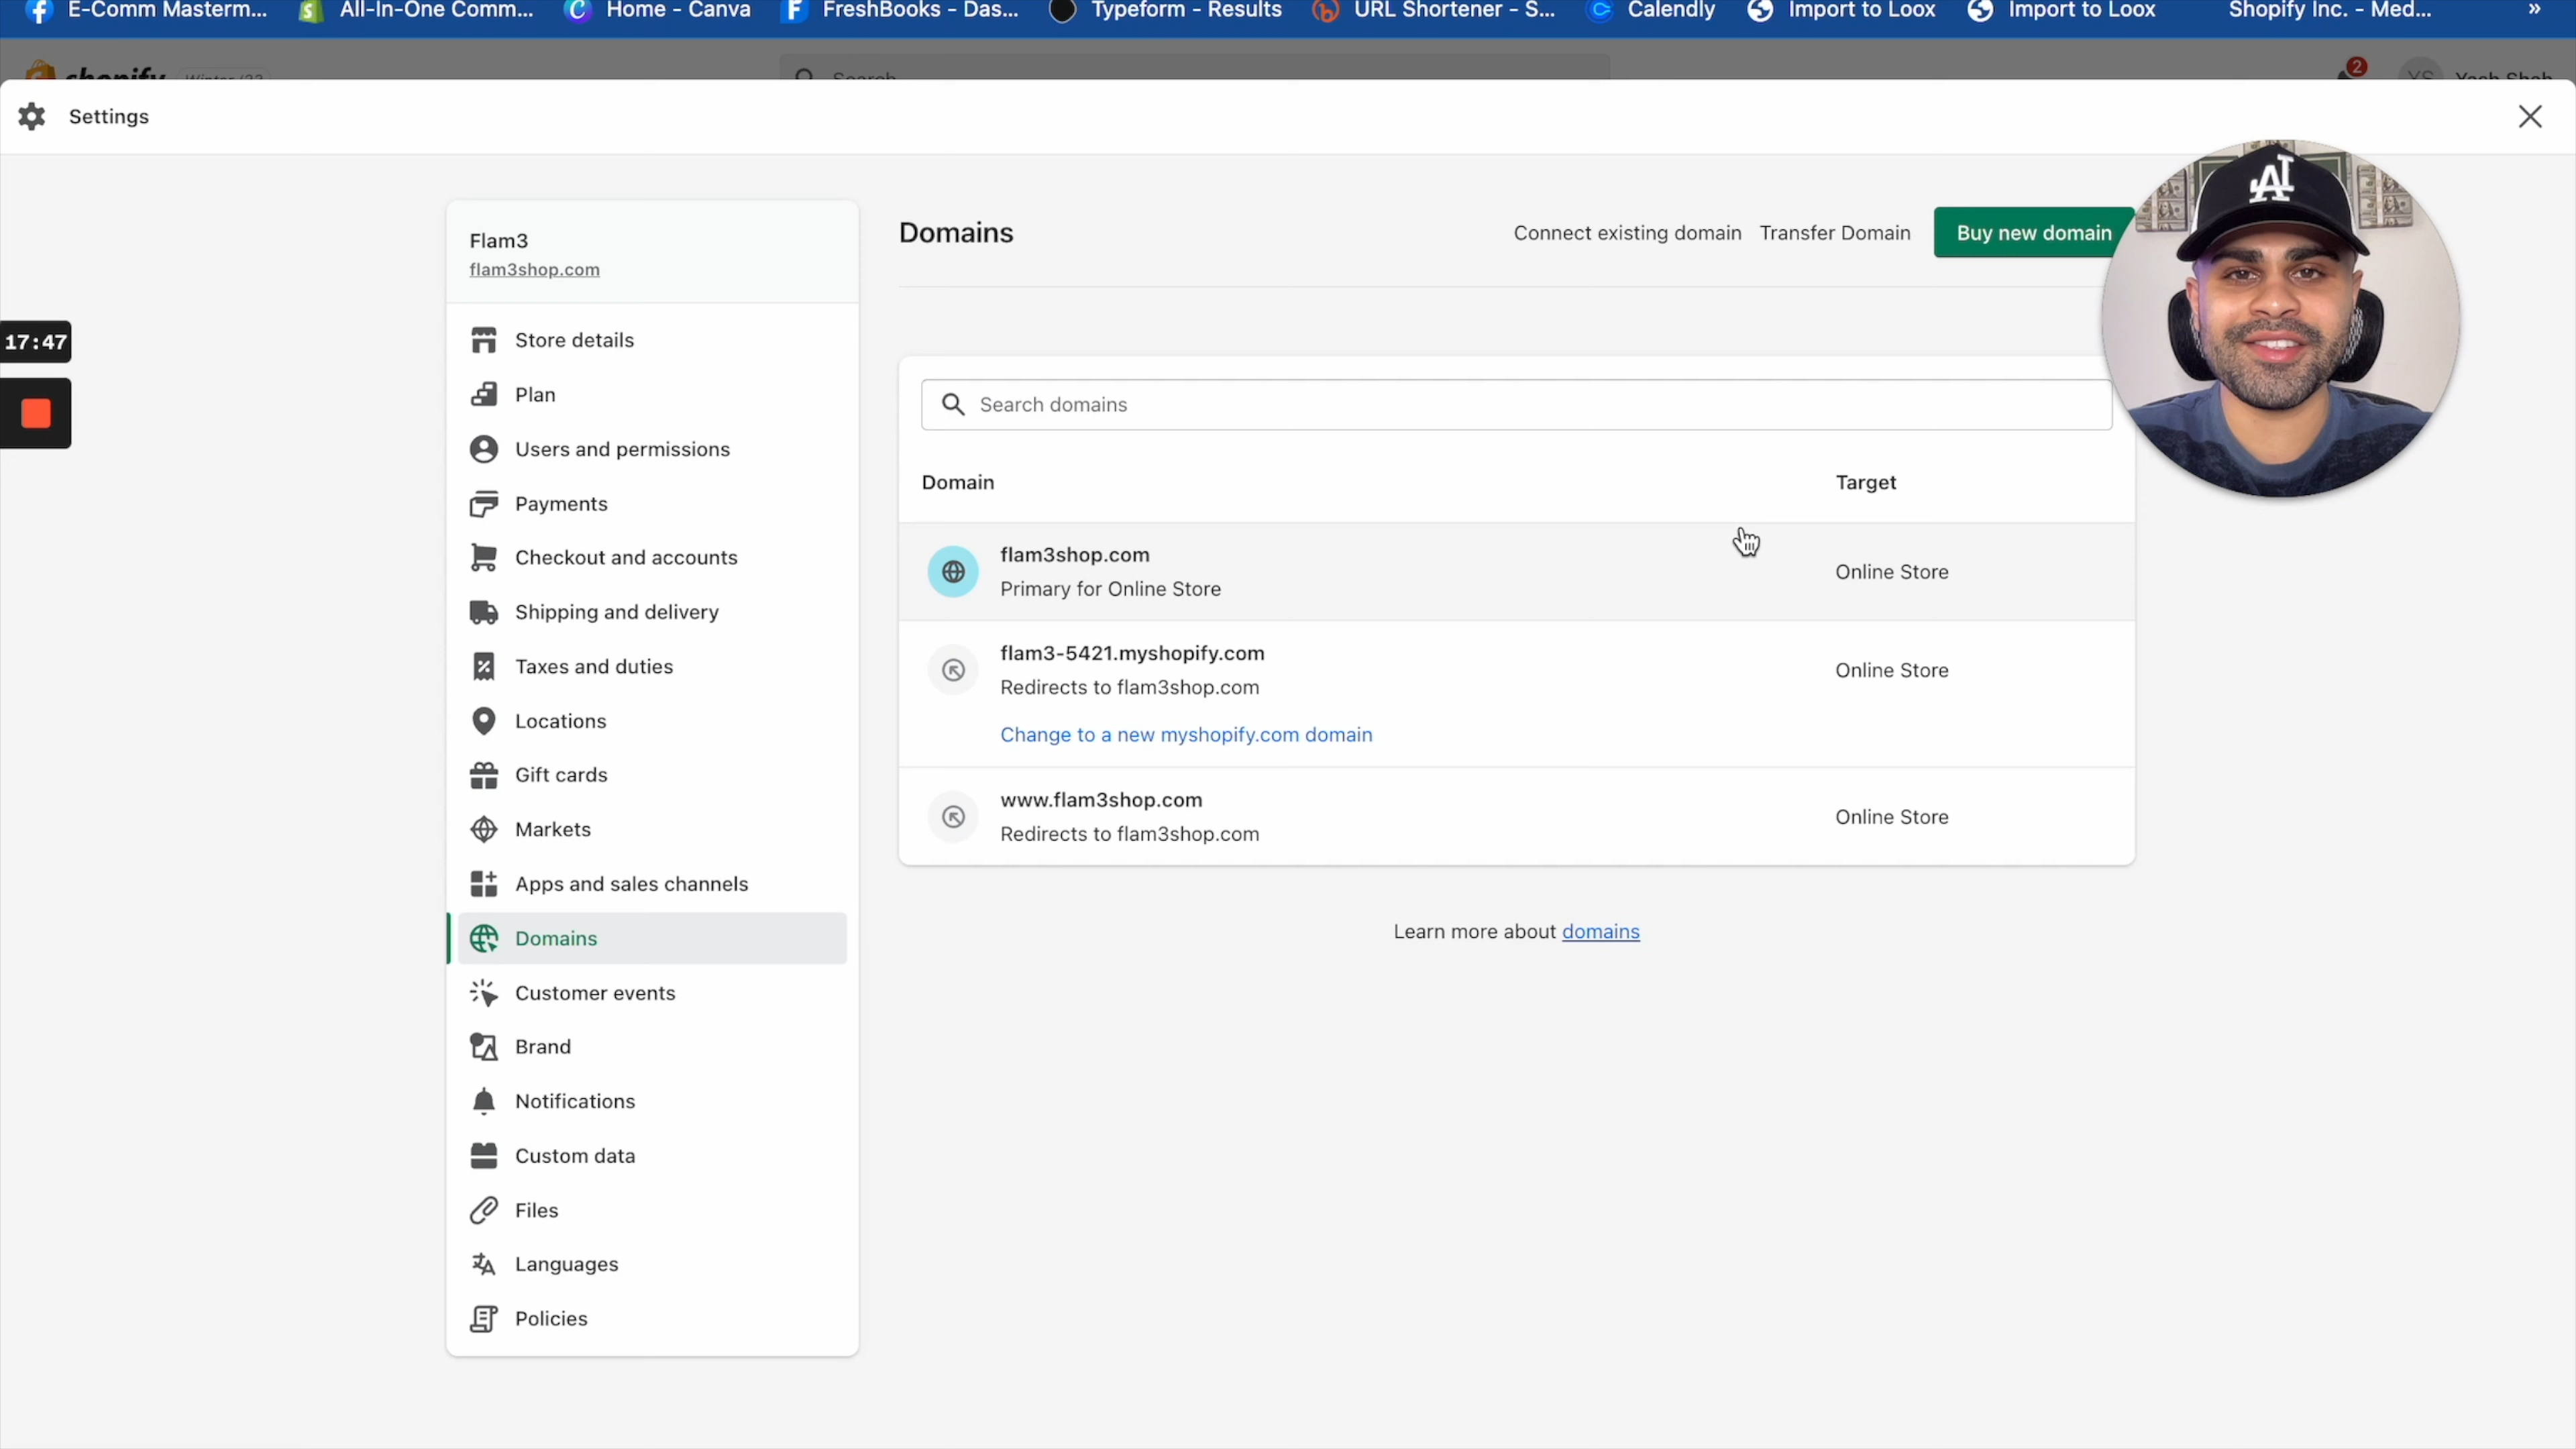 E-Comm Masterm...
All-In-One Comm...
Home - Canva
FreshBooks - Das...
Typeform - Results
URL Shortener - S...
Calendly
Import to Loox
Import to Loox
Shopify Inc. - Med...
»
shopify
Search
2
Settings
17:47
Flam3
flam3shop.com
Store details
Plan
Users and permissions
Payments
Checkout and accounts
Shipping and delivery
Taxes and duties
Locations
Gift cards
Markets
Apps and sales channels
Domains
Customer events
Brand
Notifications
Custom data
Files
Languages
Policies
Domains
Connect existing domain
Transfer Domain
Buy new domain
Search domains
Domain
Target
flam3shop.com
Primary for Online Store
Online Store
flam3-5421.myshopify.com
Redirects to flam3shop.com
Online Store
Change to a new myshopify.com domain
www.flam3shop.com
Redirects to flam3shop.com
Online Store
Learn more about domains